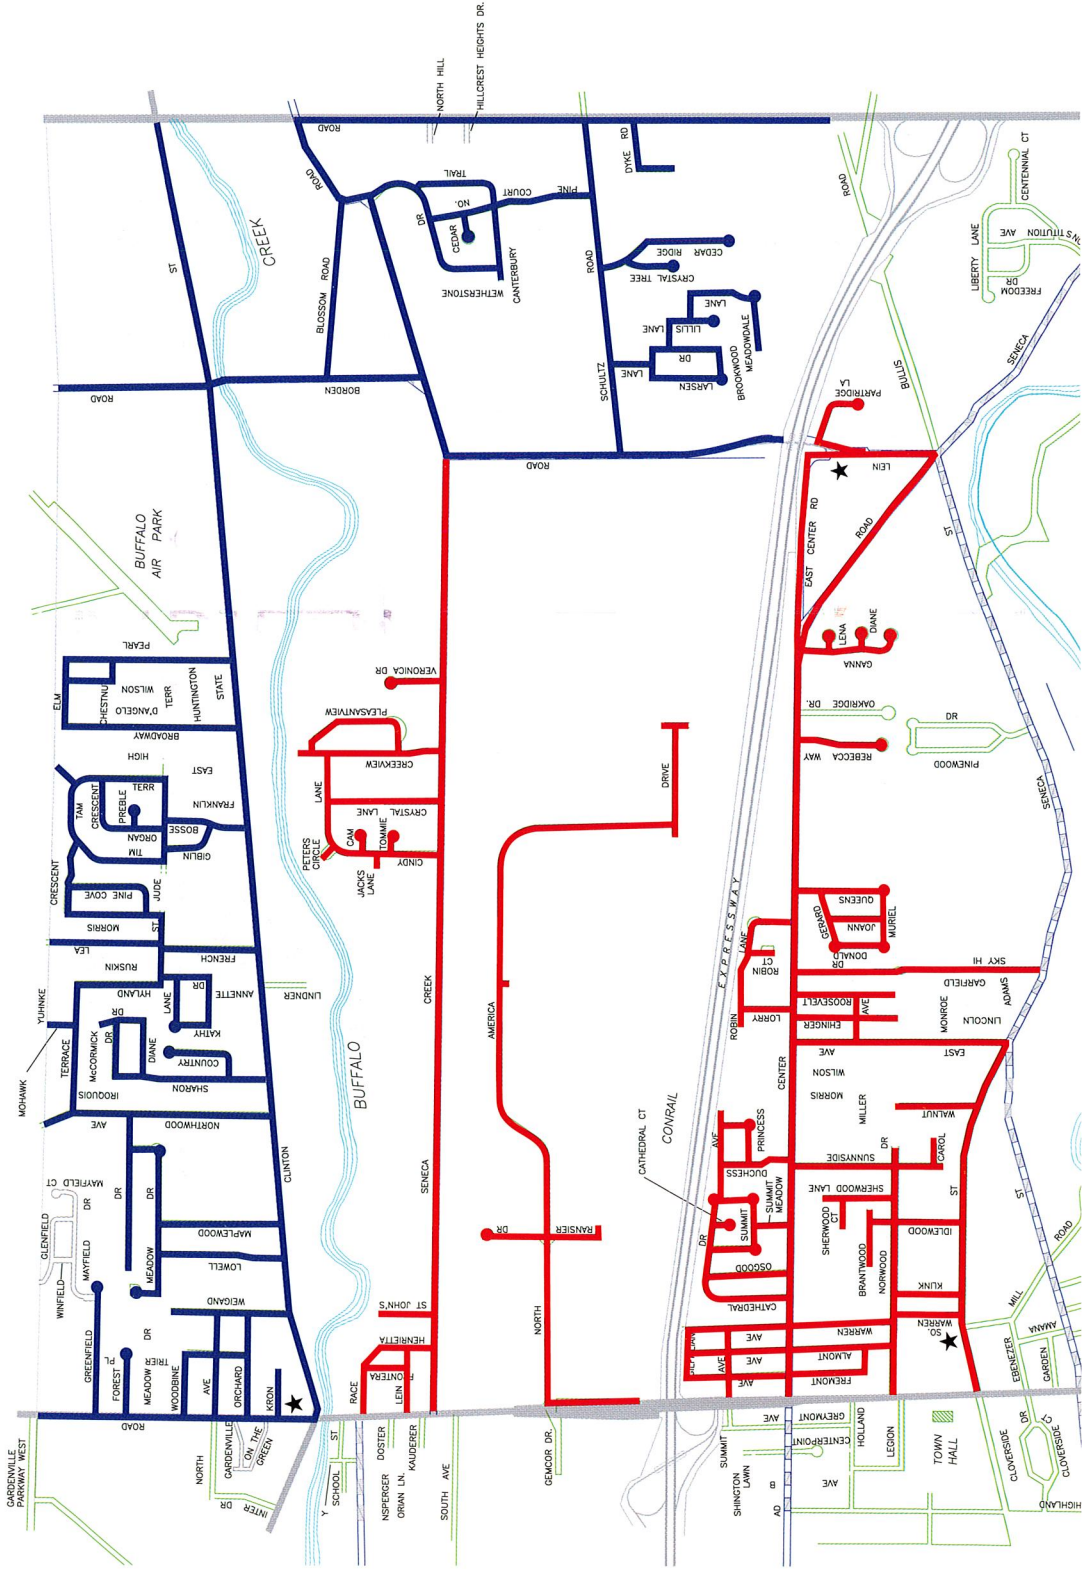 NORTH HILL
HILLCREST HEIGHTS DR.
ROAD
ROAD
ST
CREEK
BLOSSOM ROAD
TRAIL
NO.
DR
CEDAR
COURT
PINE
WETHERSTONE
CANTERBURY
DYKE RD
ROAD
CEDAR RIDGE
CRYSTAL TREE
LANE
LILLIS
LANE
DR
LANE
LARSEN
BROOKWOOD
MEADOWDALE
SCHULTZ
BORDEN
ROAD
ROAD
BULLIS
LIBERTY LANE
AVE
CENTENNIAL CT
FREEDOM DR
SENECA
PARTRIDGE LA
LEIN
ROAD
EAST CENTER RD
ROAD
ST
BUFFALO
AIR PARK
PEARL
ELM
WILSON
D'ANGELO
TERR
HUNTINGTON
STATE
BROADWAY
HIGH
EAST
FRANKLIN
TAM
CRESCENT
PREBLE
TERR
ORGAN
TIM
BOSSE
GIBLIN
CRESCENT
PINE COVE
JUDE
MORRIS
ST
LEA
RUSKIN
FRENCH
YUHNKE
HYLAND
LANE
DR
ANNETTE
KATHY
LINDNER
MOHAWK
TERRACE
McCORMICK
DR
DR
DIANE
COUNTRY
SHARON
IROQUOIS
AVE
NORTHWOOD
CLINTON
MAYFIELD CT
DR
DR
DR
GLENFIELD
WINFIELD
MAYFIELD
MEADOW
MAPLEWOOD
LOWELL
WEIGAND
GREENFIELD
FOREST PL
MEADOW
TRIER
DR
WOODBINE
AVE
ORCHARD
KRON
ROAD
GARDENVILLE
PARKWAY WEST
NORTH
GARDENVILLE
ON THE
GREEN
INTER
DR
BUFFALO
VERONICA DR
PLEASANTVIEW
CREEKVIEW
LANE
CRYSTAL
LANE
PETERS
CIRCLE
CAM
TOMMIE
JACKS
LANE
CINDY
CREEK
SENECA
ST JOHN'S
HENRIETTA
RACE
LEIN
SCHOOL ST
Y
NSPERGER
DOSTER
ORIAN LN.
KAUDERER
SOUTH AVE
DRIVE
AMERICA
RANSIER
DR
NORTH
GEMCOR DR.
CONRAIL
EXPRESSWAY
CATHEDRAL CT
LENA
DIANE
GANNA
OAKRIDGE DR.
REBECCA
WAY
DR
PINEWOOD
SENECA
QUEENS
GERARD
JOANN
MURIEL
DONALD
DR
SKY HI
LANE
ROBIN
CT
ROBIN
LORRY
ROOSEVELT
AVE
EHINGER
GARFIELD
ADAMS
MONROE
LINCOLN
CENTER
AVE
EAST
WILSON
MORRIS
MILLER
WALNUT
AVE
PRINCESS
DUCHESS
SUNNYSIDE
DR
CAROL
SHERWOOD LANE
ST
SUMMIT
SUMMIT
MEADOW
DR
OSGOOD
CATHEDRAL
SHERWOOD
CT
BRANTWOOD
NORWOOD
IDLEWOOD
KLINK
WARREN
AVE
AVE
AVE
AVE
ALMONT
FREMONT
WARREN
SO.
MILL
ROAD
ST
EBENEZER
AMANA
GARDEN
SUMMIT
GREYMONT
AVE
CENTERPOINT
HOLLAND
LEGION
AVE
SHINGTON
LAWN
B
AD
TOWN
HALL
CLOVERSIDE
DR
CLOVERSIDE
CT
HIGHLAND